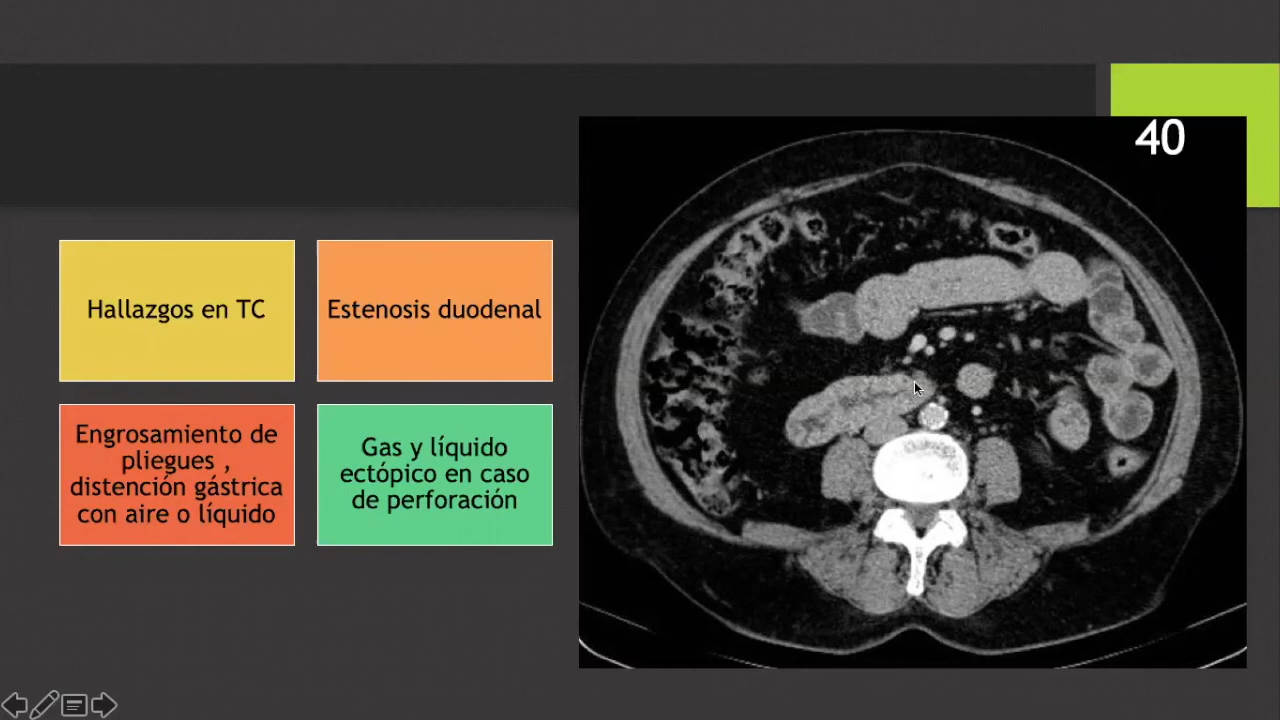 40
Hallazgos en TC
Estenosis duodenal
Engrosamiento de
pliegues ,
distención gástrica
con aire o líquido
Gas y líquido
ectópico en caso
de perforación